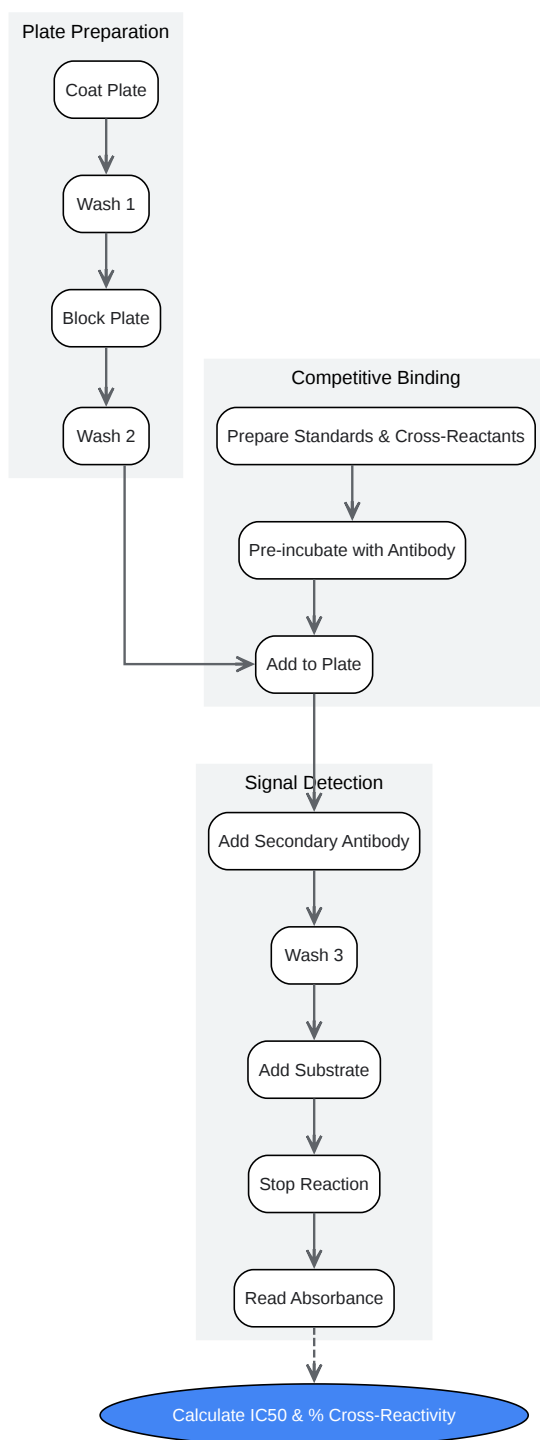 Plate Preparation
Coat Plate
Wash 1
Block Plate
Wash 2
Competitive Binding
Prepare Standards & Cross-Reactants
Pre-incubate with Antibody
Add to Plate
Signal Detection
Add Secondary Antibody
Wash 3
Add Substrate
Stop Reaction
Read Absorbance
Calculate IC50 & % Cross-Reactivity